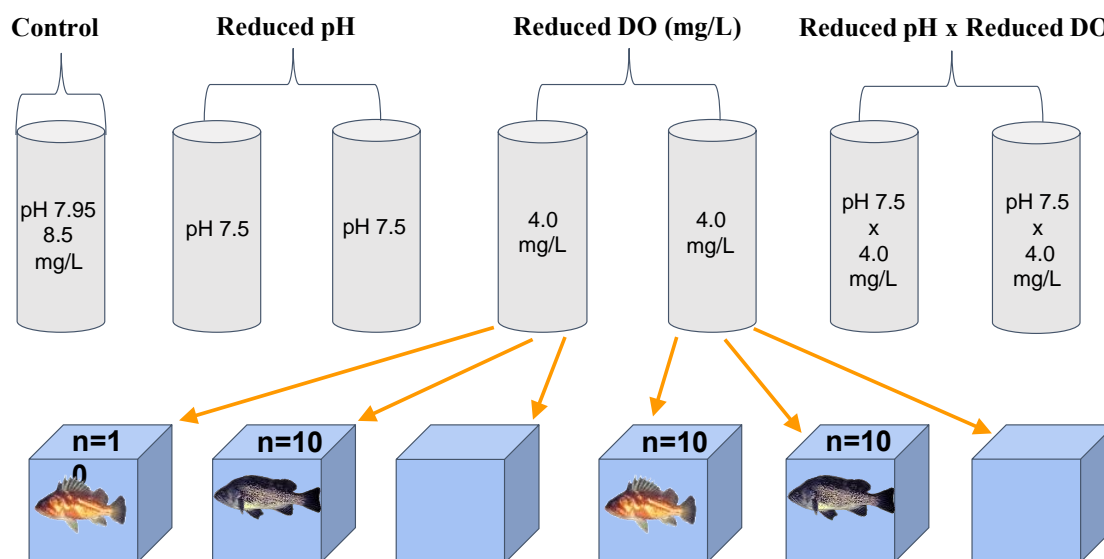 Control
Reduced pH
Reduced DO (mg/L)
Reduced pH x Reduced DO
pH 7.95
8.5
mg/L
pH 7.5
pH 7.5
4.0
mg/L
4.0
mg/L
pH 7.5
x
4.0
mg/L
pH 7.5
x
4.0
mg/L
n=1
0
n=10
n=10
n=10